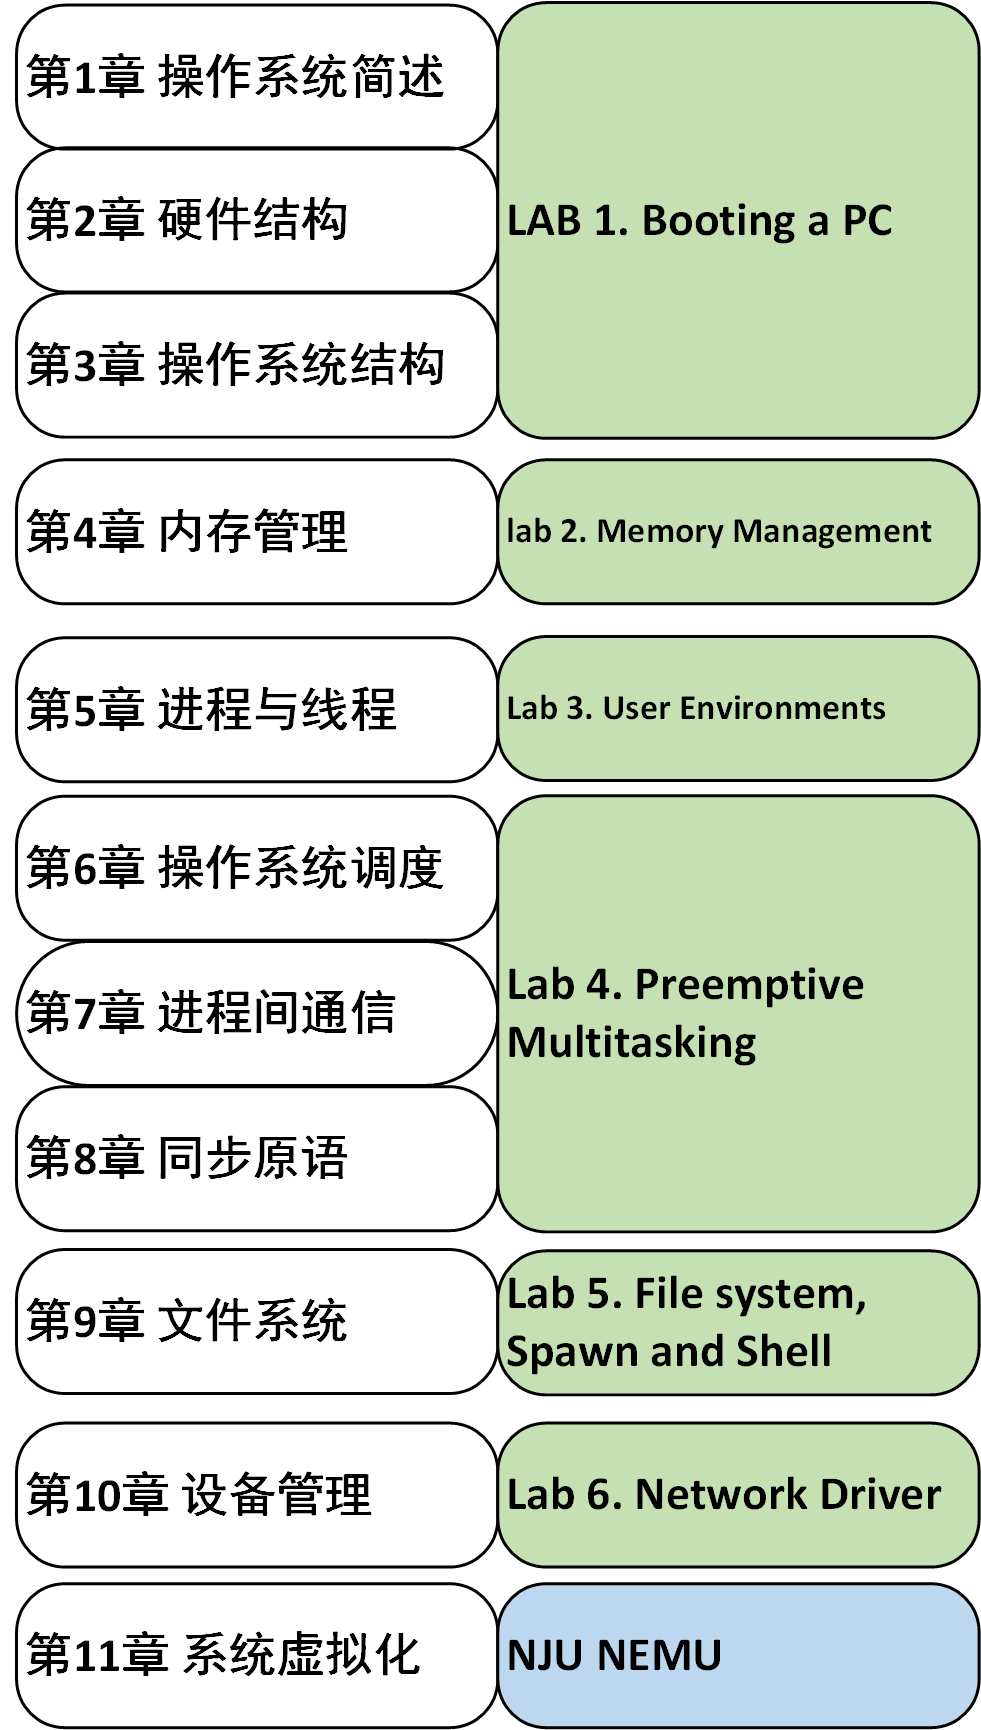 第1章 操作系统简述
第2章 硬件结构
LAB 1. Booting a PC
第3章 操作系统结构
第4章 内存管理
lab 2. Memory Management
第5章 进程与线程
Lab 3. User Environments
第6章 操作系统调度
第7章 进程间通信
Lab 4. Preemptive
Multitasking
第8章 同步原语
第9章 文件系统
Lab 5. File system,
Spawn and Shell
第10章 设备管理
Lab 6. Network Driver
第11章 系统虚拟化
NJU NEMU